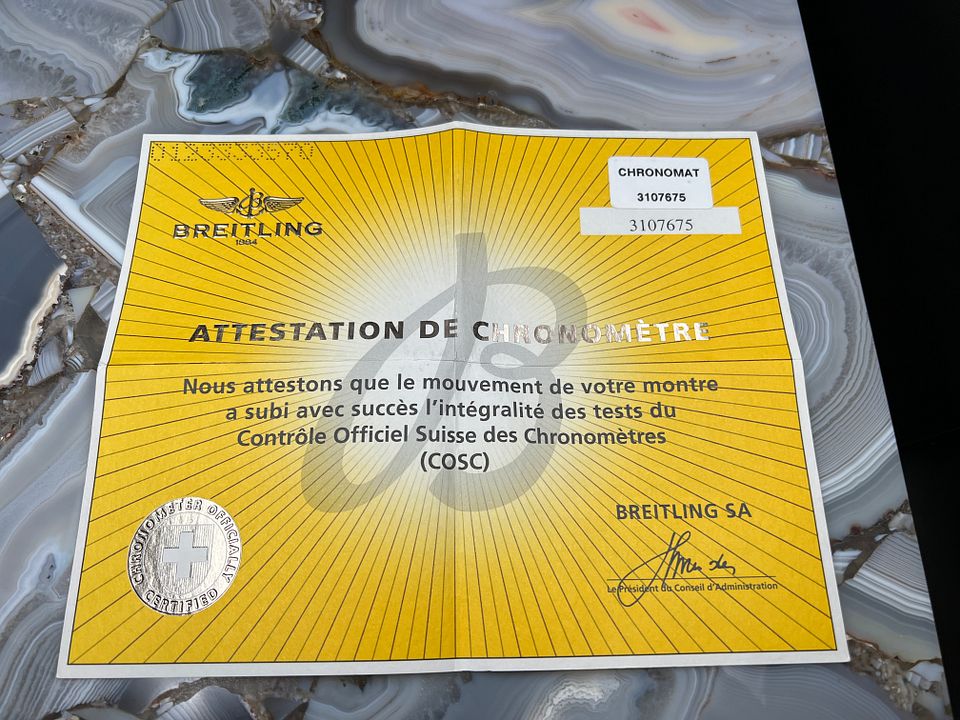 CHRONOMAT
3107675
3107675
BREITLING
1884
ATTESTATION DE CHRONOMÈTRE
Nous attestons que le mouvement de votre montre
a subi avec succès l'intégralité des tests du
Contrôle Officiel Suisse des Chronomètres
(COSC)
CHRONOMETER OFFICIALLY
CERTIFIED
BREITLING SA
Le Président du Conseil d'Administration